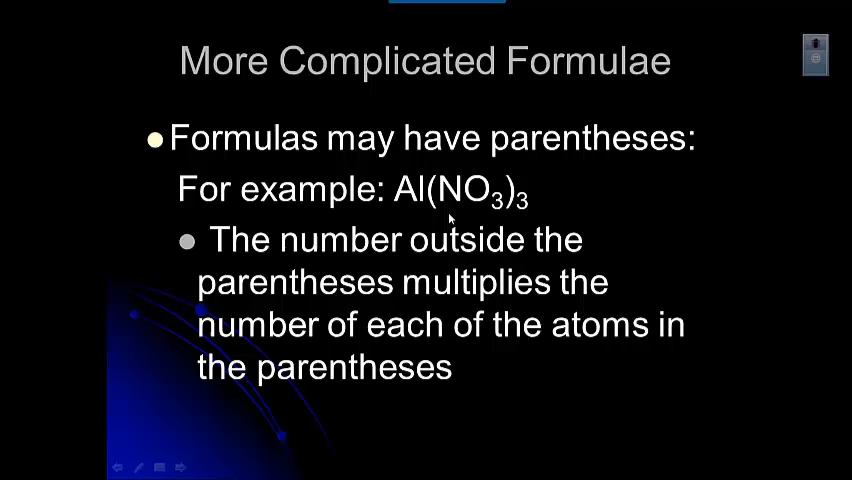 More Complicated Formulae
Formulas may have parentheses:
For example: Al(NO₃)₃
The number outside the
parentheses multiplies the
number of each of the atoms in
the parentheses